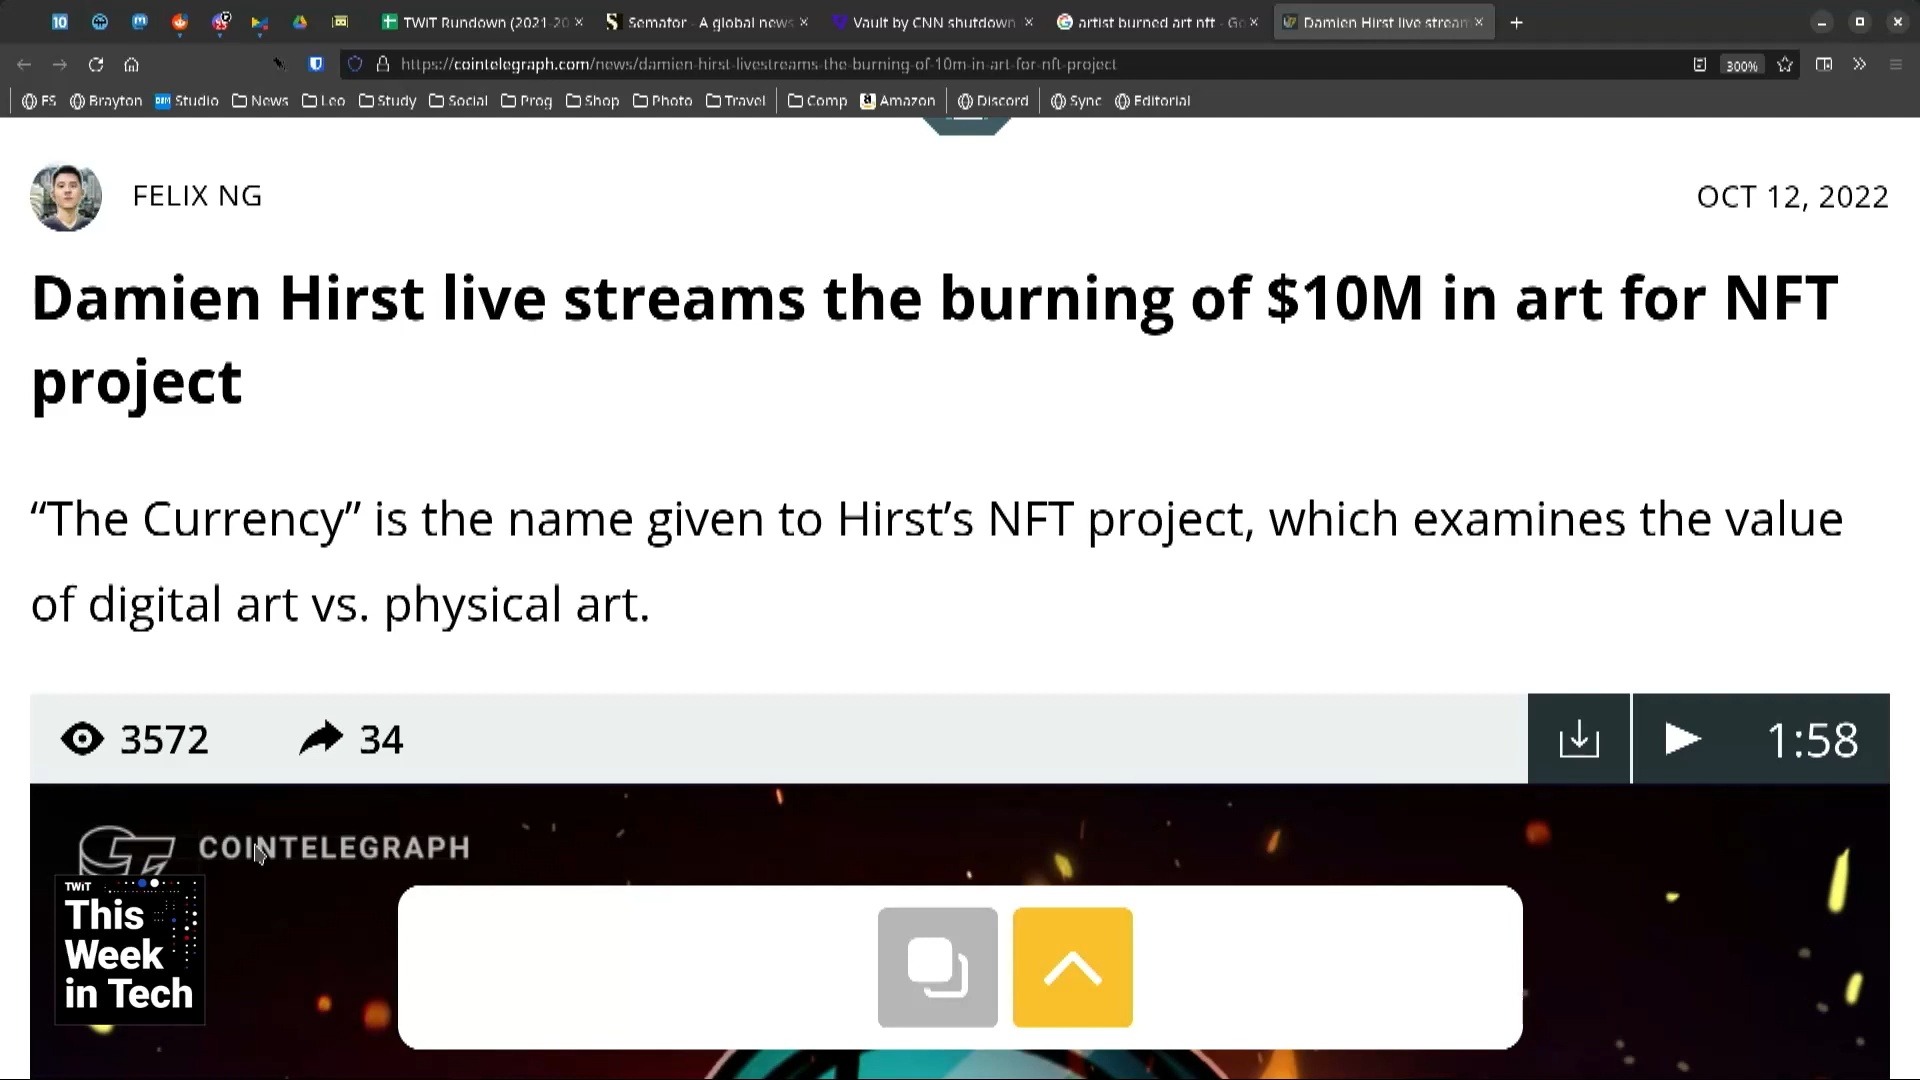 10
TWiT Rundown (2021-20
Semafor - A global news
Vault by CNN shutdown
artist burned art nft - Go
Damien Hirst live stream
https://cointelegraph.com/news/damien-hirst-livestreams-the-burning-of-10m-in-art-for-nft-project
300%
FS Brayton Studio News Leo Study Social Prog Shop Photo Travel Comp Amazon Discord Sync Editorial
FELIX NG
OCT 12, 2022
Damien Hirst live streams the burning of $10M in art for NFT
project
“The Currency” is the name given to Hirst’s NFT project, which examines the value
of digital art vs. physical art.
3572 34 1:58
COINTELEGRAPH
TWiT
This
Week
in Tech